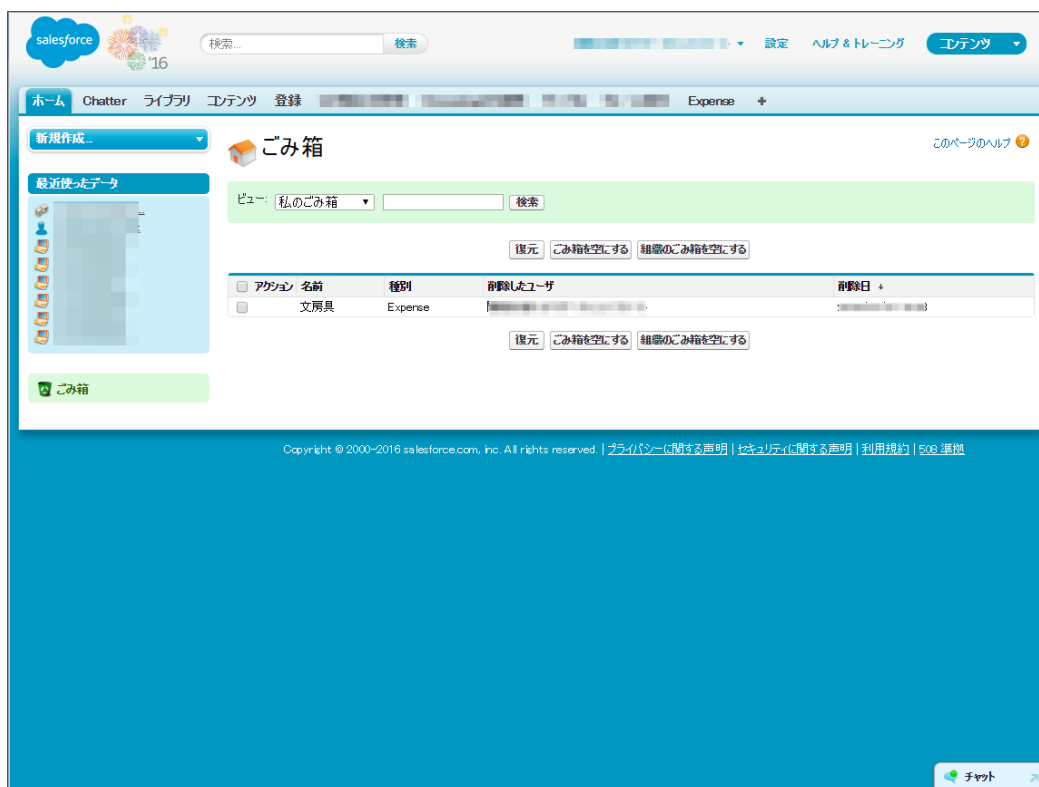 salesforce
'16
検索...
検索
設定
ヘルプ & トレーニング
コンテンツ
ホーム Chatter ライブラリ コンテンツ 登録 Expense +
新規作成...
ごみ箱
このページのヘルプ ?
最近使ったデータ
ビュー: 私のごみ箱 検索
復元 ごみ箱を空にする 組織のごみ箱を空にする
アクション 名前 種別 削除したユーザ 削除日 ↓
文房具 Expense
復元 ごみ箱を空にする 組織のごみ箱を空にする
ごみ箱
Copyright © 2000-2016 salesforce.com, inc. All rights reserved. | プライバシーに関する声明 | セキュリティに関する声明 | 利用規約 | 508 準拠
チャット